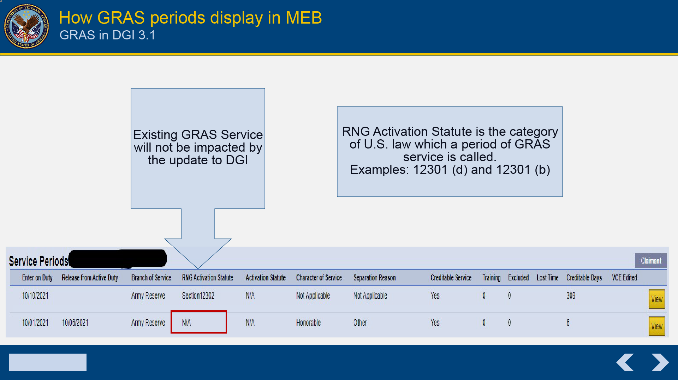 How GRAS periods display in MEB
GRAS in DGI 3.1
Existing GRAS Service
will not be impacted by
the update to DGI
RNG Activation Statute is the category
of U.S. law which a period of GRAS
service is called.
Examples: 12301 (d) and 12301 (b)
Service Periods
Enter on Duty Release from Active Duty Branch of Service RNG Activation Statute Activation Statute Character of Service Separation Reason Creditable Service Training Excluded Lost Time Creditable Days VCE Edited
10/10/2021 Army Reserve Section12302 N/A Not Applicable Not Applicable Yes 0 0
10/01/2021 10/06/2021 Army Reserve N/A N/A Honorable Other Yes 0 0 6